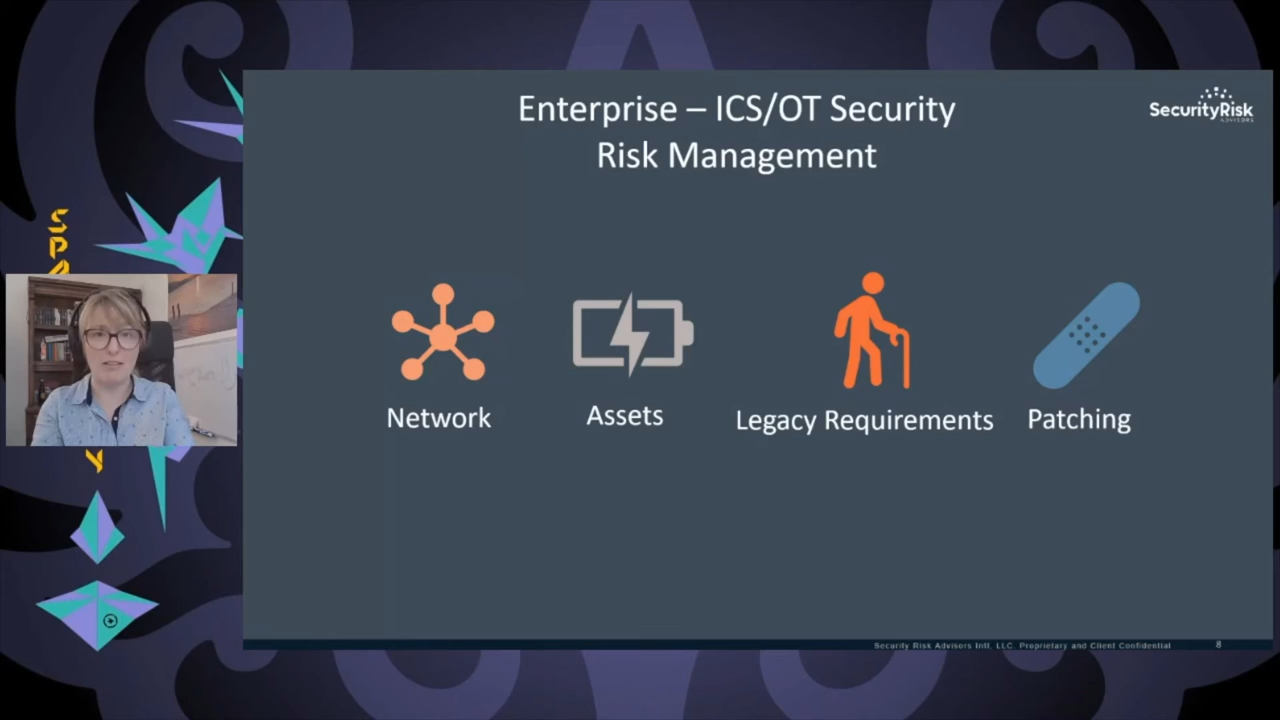 Enterprise – ICS/OT Security
Risk Management
SecurityRisk
ADVISORS
Network
Assets
Legacy Requirements
Patching
Security Risk Advisors Intl, LLC. Proprietary and Client Confidential
8